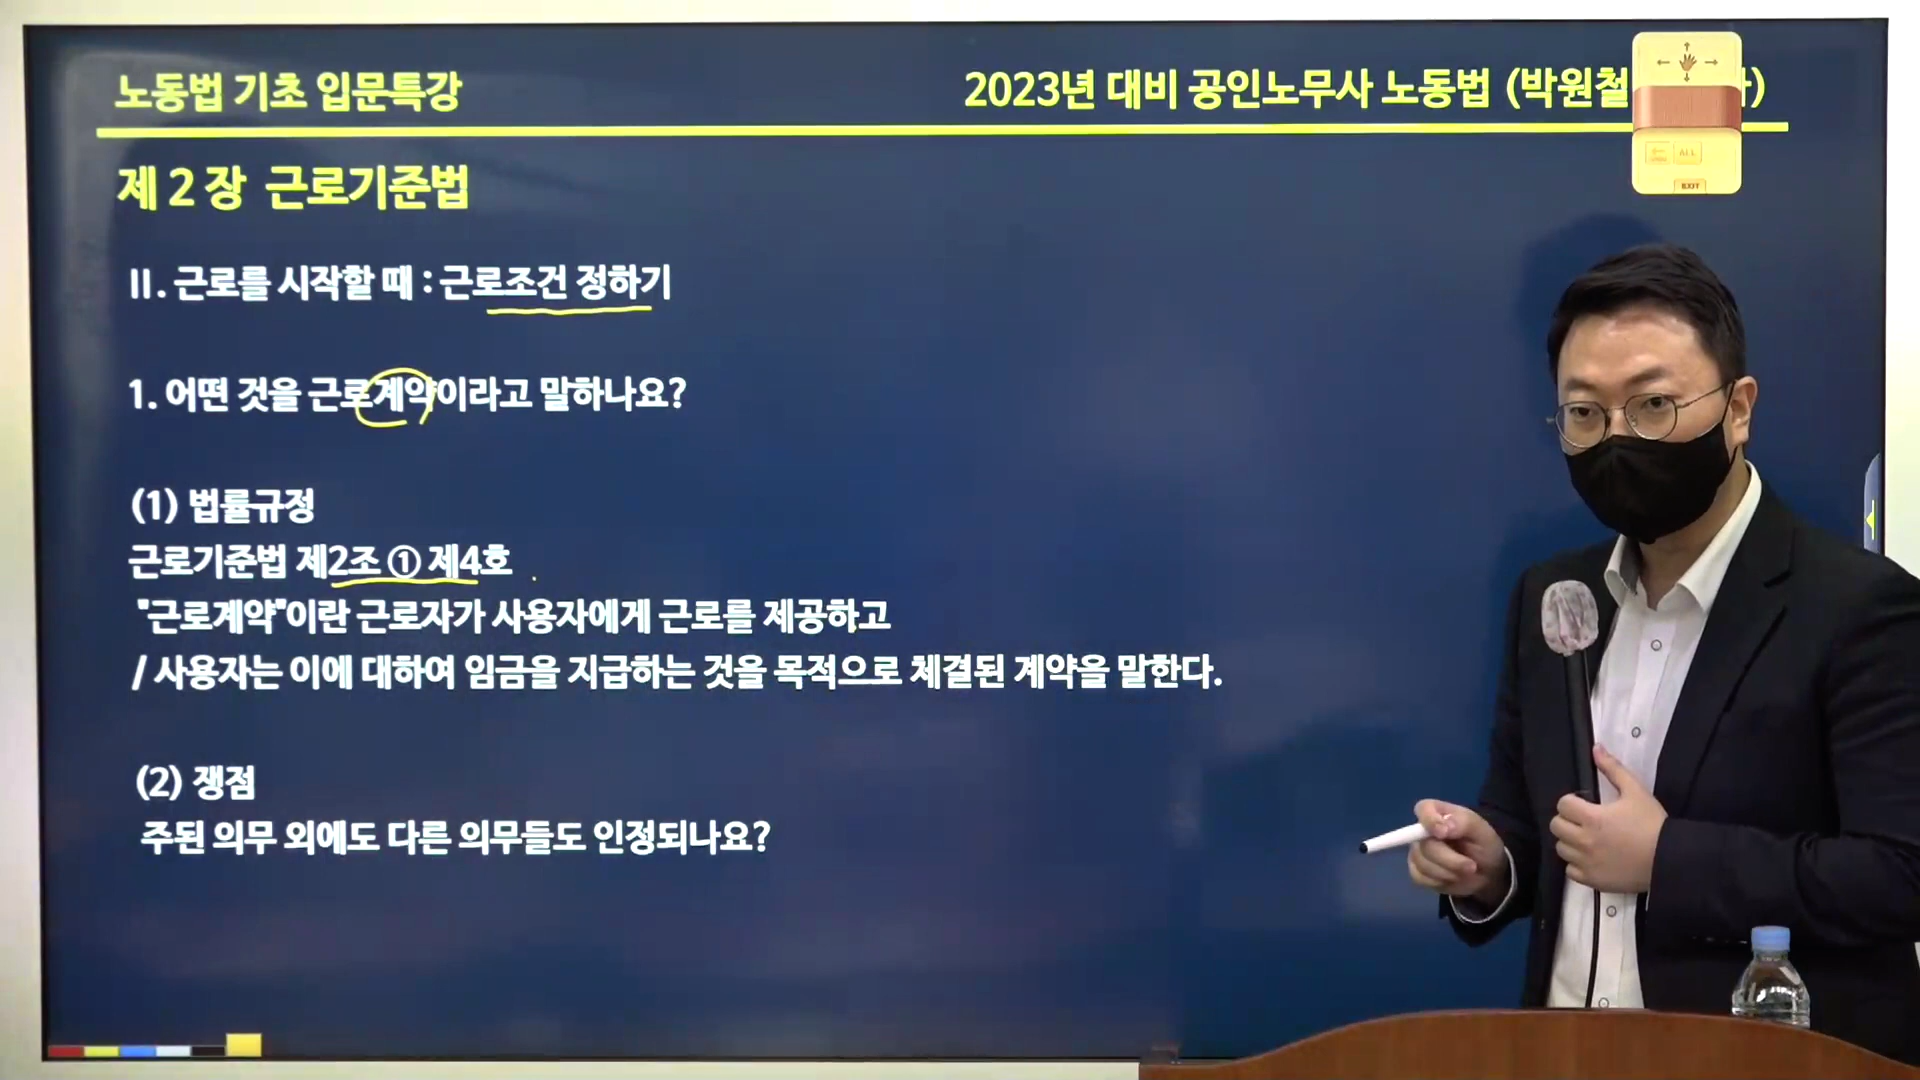 노동법 기초 입문특강
2023년 대비 공인노무사 노동법 (박원철
제 2 장 근로기준법
II. 근로를 시작할 때 : 근로조건 정하기
1. 어떤 것을 근로계약이라고 말하나요?
(1) 법률규정
근로기준법 제2조 ① 제4호
"근로계약"이란 근로자가 사용자에게 근로를 제공하고
/ 사용자는 이에 대하여 임금을 지급하는 것을 목적으로 체결된 계약을 말한다.
(2) 쟁점
주된 의무 외에도 다른 의무들도 인정되나요?
ALL
EXIT